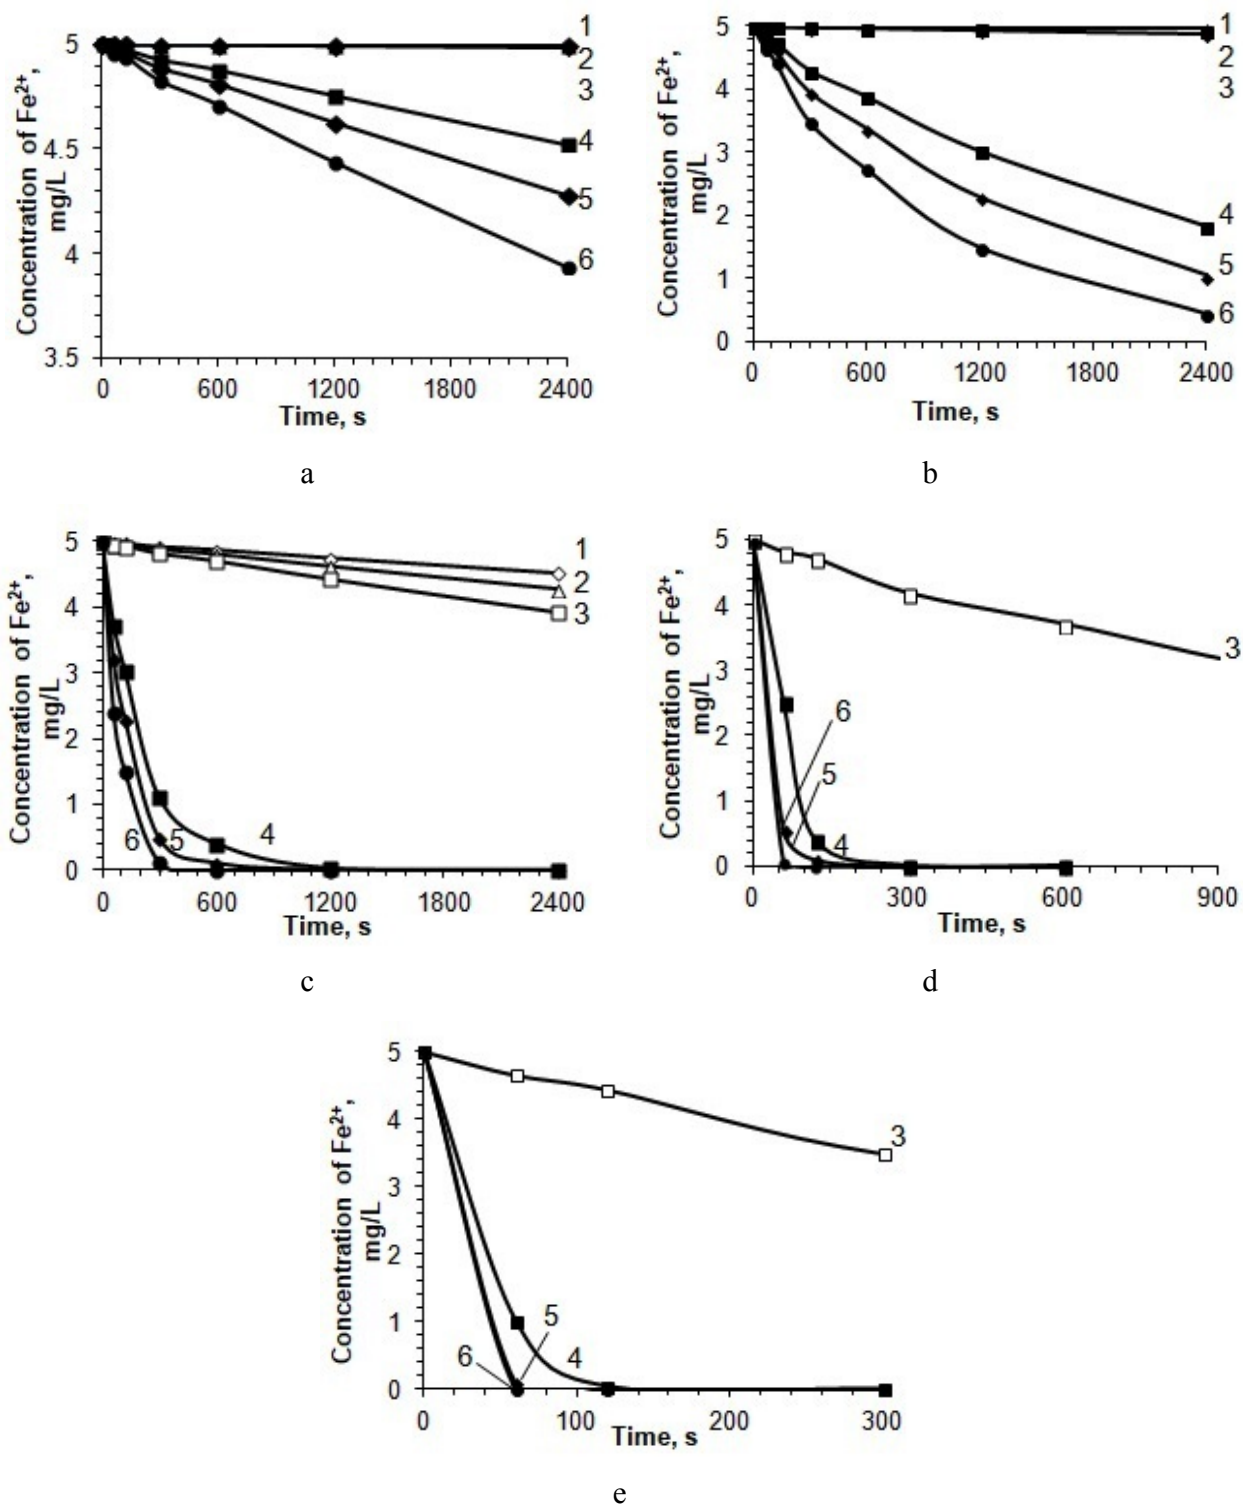 Concentration of Fe²⁺,
mg/L
5
4.5
4
3.5
0 600 1200 1800 2400
Time, s
1
2
3
4
5
6
a
Concentration of Fe²⁺,
mg/L
5
4
3
2
1
0
0 600 1200 1800 2400
Time, s
1
2
3
4
5
6
b
Concentration of Fe²⁺,
mg/L
5
4
3
2
1
0
0 600 1200 1800 2400
Time, s
1
2
3
6 5 4
c
Concentration of Fe²⁺,
mg/L
5
4
3
2
1
0
0 300 600 900
Time, s
3
6
5
4
d
Concentration of Fe²⁺,
mg/L
5
4
3
2
1
0
0 100 200 300
Time, s
3
5
6 4
e